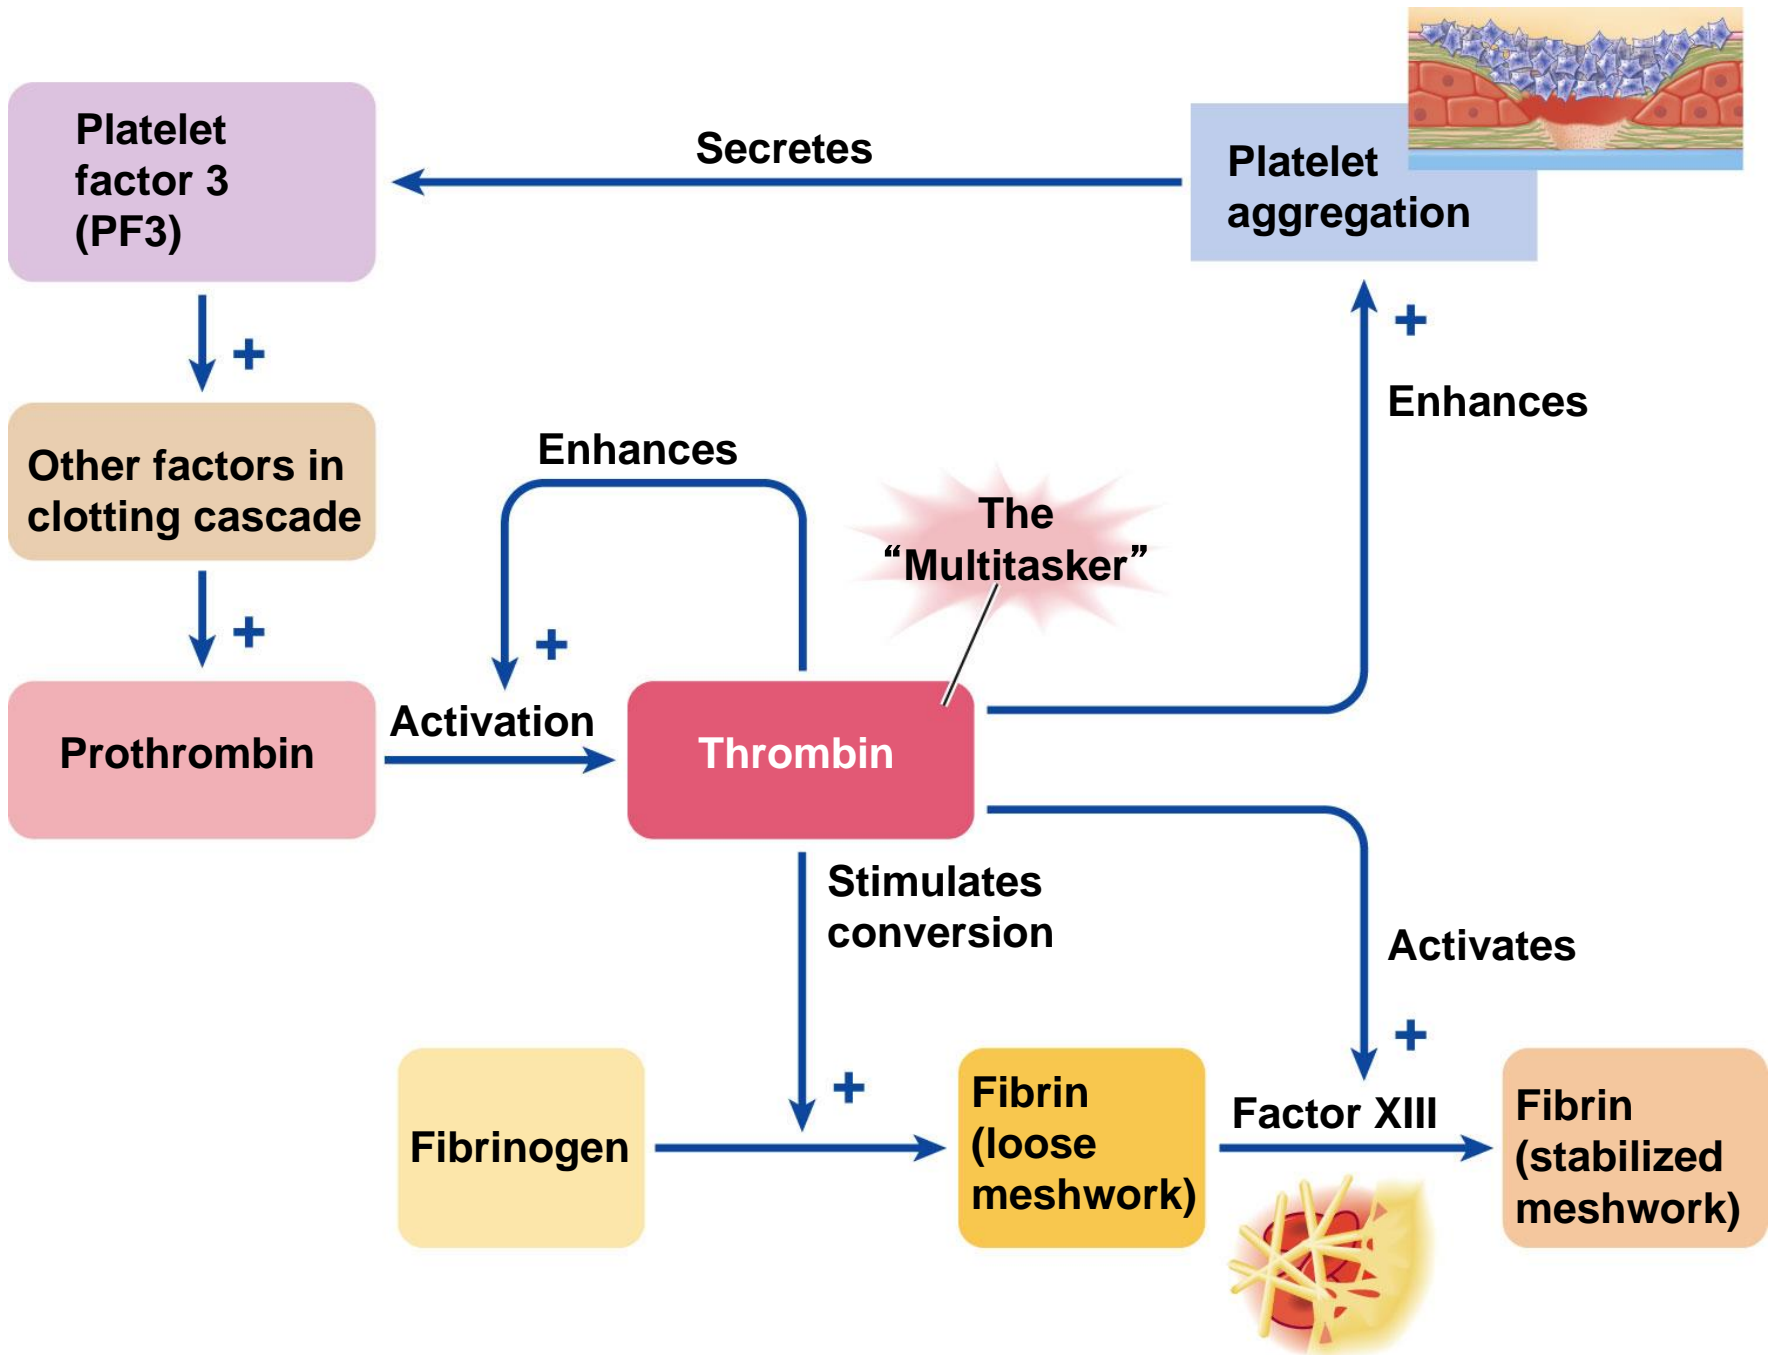 Platelet
factor 3
(PF3)
Secretes
Platelet
aggregation
+
+
Enhances
Other factors in
clotting cascade
Enhances
The
“Multitasker”
+
+
Prothrombin
Activation
Thrombin
Stimulates
conversion
Activates
+
+
Fibrinogen
Fibrin
(loose
meshwork)
Factor XIII
Fibrin
(stabilized
meshwork)